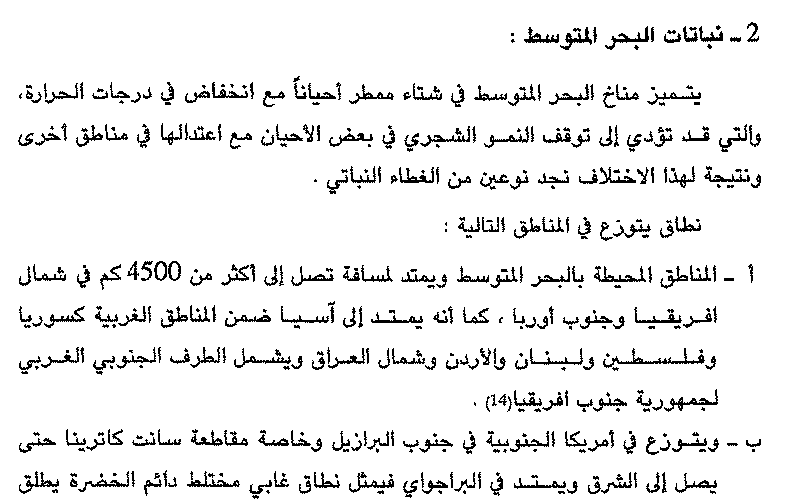 2 ـ نباتات البحر المتوسط :
يتميز مناخ البحر المتوسط في شتاء ممطر أحياناً مع انخفاض في درجات الحرارة،
والتي قد تؤدي إلى توقف النمو الشجري في بعض الأحيان مع اعتدالها في مناطق أخرى
ونتيجة لهذا الاختلاف نجد نوعين من الغطاء النباتي .
نطاق يتوزع في المناطق التالية :
أ ـ المناطق المحيطة بالبحر المتوسط ويمتد لمسافة تصل إلى أكثر من 4500 كم في شمال
افريقيا وجنوب أوربا ، كما أنه يمتد إلى آسيا ضمن المناطق الغربية كسوريا
وفلسطين ولبنان والأردن وشمال العراق ويشمل الطرف الجنوبي الغربي
لجمهورية جنوب افريقيا(14) .
ب ـ ويتوزع في أمريكا الجنوبية في جنوب البرازيل وخاصة مقاطعة سانت كاترينا حتى
يصل إلى الشرق ويمتد في البراجواي فيمثل نطاق غابي مختلط دائم الخضرة يطلق